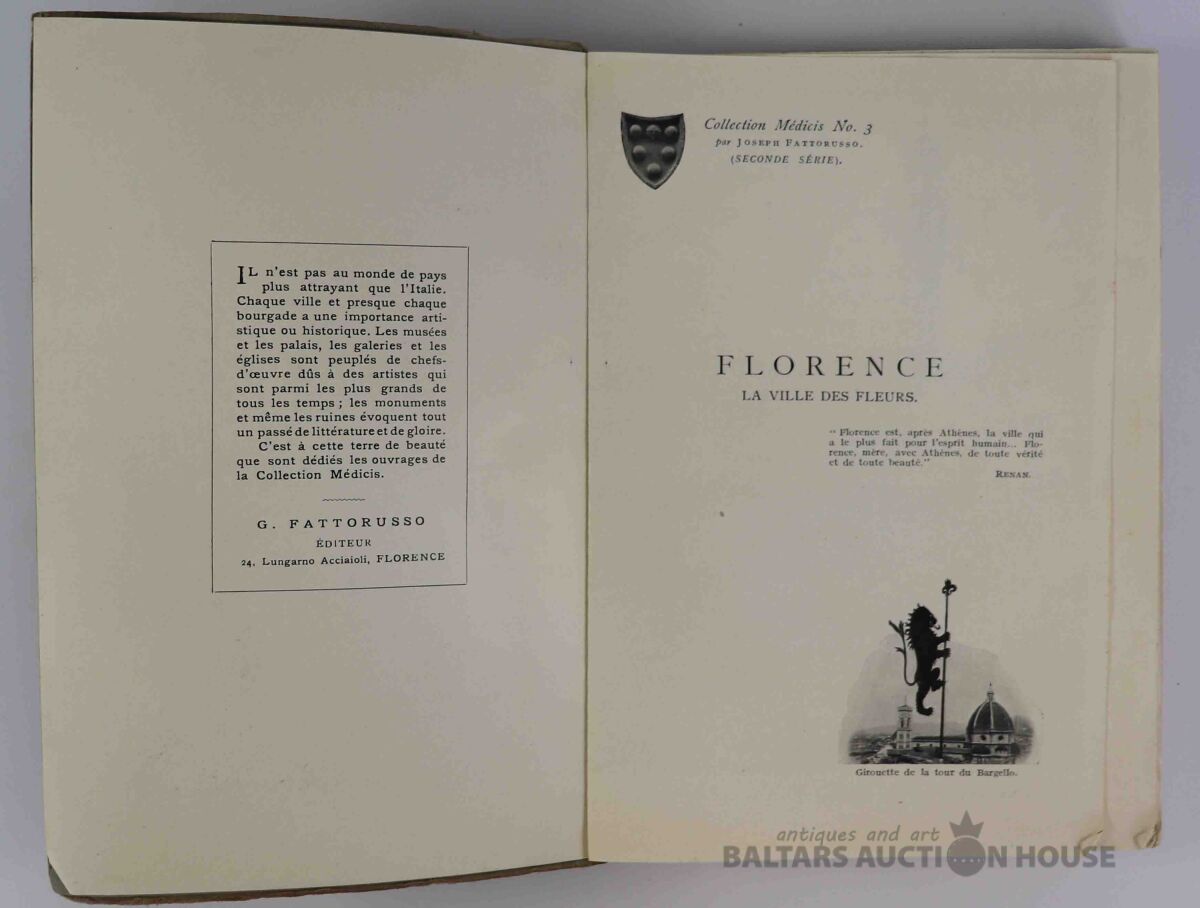 IL n'est pas au monde de pays
plus attrayant que l'Italie.
Chaque ville et presque chaque
bourgade a une importance arti-
stique ou historique. Les musées
et les palais, les galeries et les
églises sont peuplés de chefs-
d'œuvre dûs à des artistes qui
sont parmi les plus grands de
tous les temps ; les monuments
et même les ruines évoquent tout
un passé de littérature et de gloire.
C'est à cette terre de beauté
que sont dédiés les ouvrages de
la Collection Médicis.
G. FATTORUSSO
ÉDITEUR
24, Lungarno Acciaioli, FLORENCE
Collection Médicis No. 3
par JOSEPH FATTORUSSO.
(SECONDE SÉRIE).
FLORENCE
LA VILLE DES FLEURS.
" Florence est, après Athènes, la ville qui
a le plus fait pour l'esprit humain... Flo-
rence, mère, avec Athènes, de toute vérité
et de toute beauté."
RENAN.
Girouette de la tour du Bargello.
antiques and art
BALTARS AUCTION HOUSE